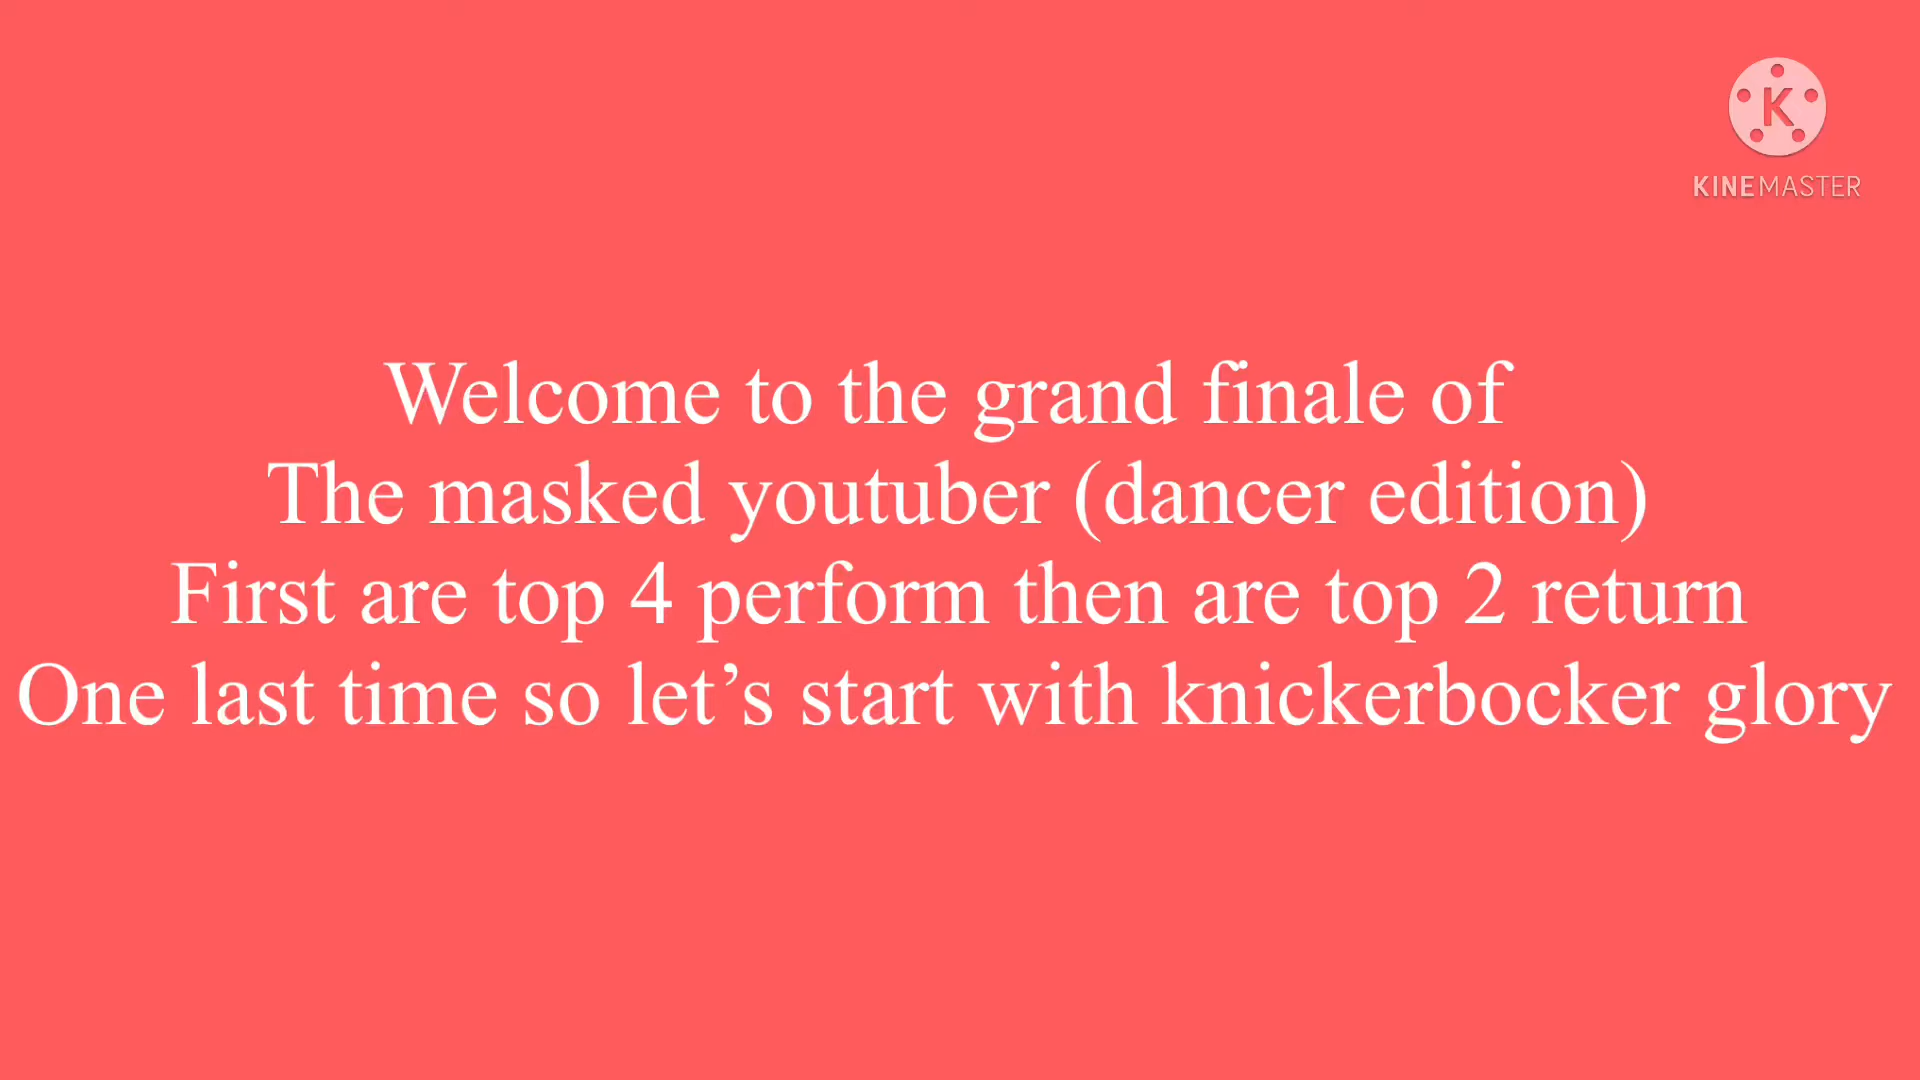 K
KINEMASTER
Welcome to the grand finale of
The masked youtuber (dancer edition)
First are top 4 perform then are top 2 return
One last time so let’s start with knickerbocker glory